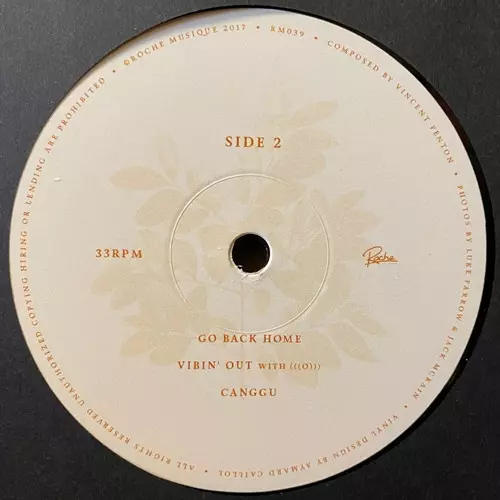 SIDE 2
33RPM
Roche
GO BACK HOME
VIBIN' OUT WITH (((O)))
CANGGU
©ROCHE MUSIQUE 2017 • RM039 • COMPOSED BY VINCENT FENTON • PHOTOS BY LUKE FARROW & JACK MCKAIN • VINYL DESIGN BY AYMARD CAILLOL • ALL RIGHTS RESERVED UNAUTHORIZED COPYING HIRING OR LENDING ARE PROHIBITED •